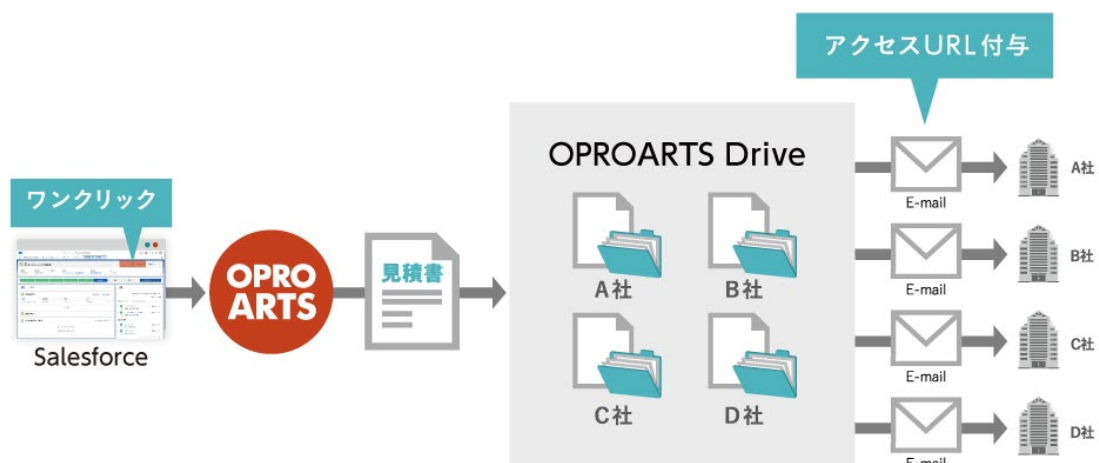 アクセスURL付与
ワンクリック
Salesforce
OPRO
ARTS
見積書
OPROARTS Drive
A社
B社
C社
D社
E-mail
A社
E-mail
B社
E-mail
C社
E-mail
D社